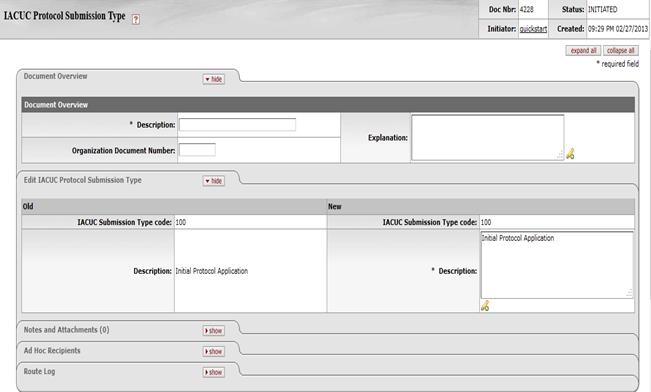 IACUC Protocol Submission Type ?
Doc Nbr: 4228 Status: INITIATED
Initiator: quickstart Created: 09:29 PM 02/27/2013
expand all collapse all
* required field
Document Overview hide
Document Overview
* Description: Explanation:
Organization Document Number:
Edit IACUC Protocol Submission Type hide
Old New
IACUC Submission Type code: 100 IACUC Submission Type code: 100
Description: Initial Protocol Application * Description: Initial Protocol Application
Notes and Attachments (0) show
Ad Hoc Recipients show
Route Log show